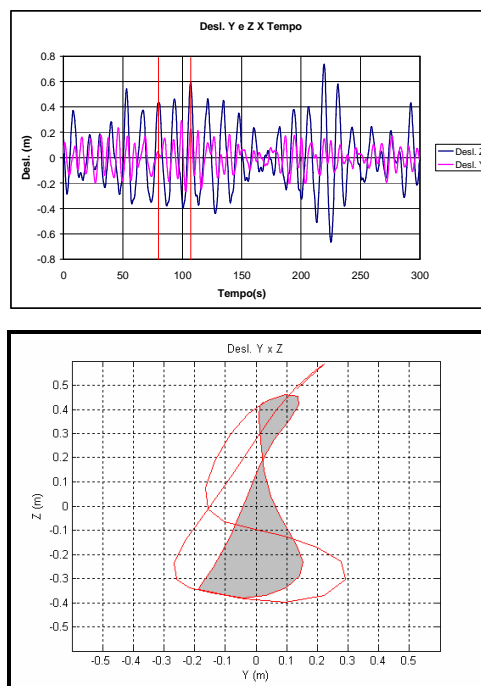 Desl. Y e Z X Tempo
0.8
0.6
0.4
0.2
0
-0.2
-0.4
-0.6
-0.8
Desl. (m)
0 50 100 150 200 250 300
Tempo(s)
Desl. Z
Desl. Y
Desl. Y x Z
0.5
0.4
0.3
0.2
0.1
0
-0.1
-0.2
-0.3
-0.4
-0.5
Z (m)
-0.5 -0.4 -0.3 -0.2 -0.1 0 0.1 0.2 0.3 0.4 0.5
Y (m)